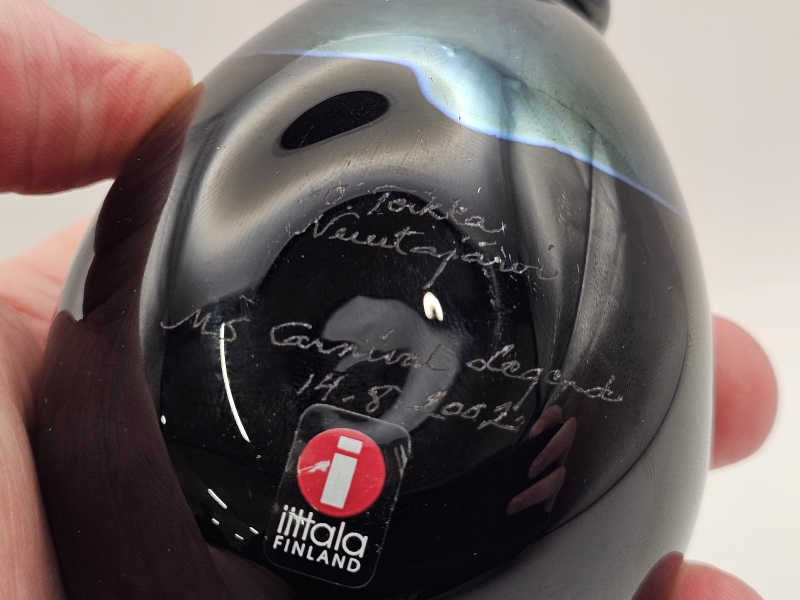 O. Toikka
Nuutajärvi
MS Carnival Legend
14.8.2002
i
iittala
FINLAND